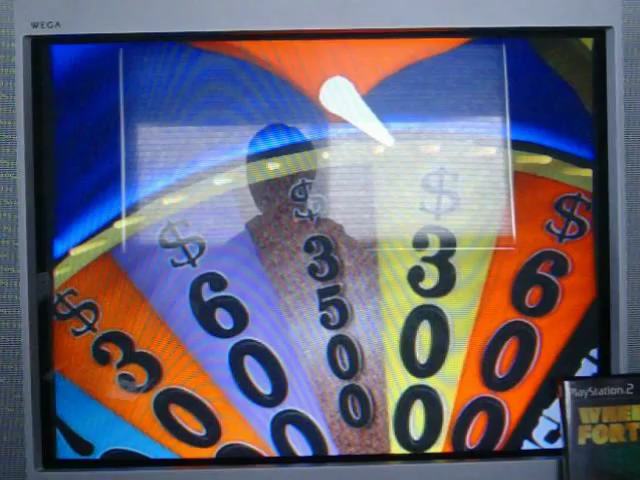 WEGA
$300
$600
$3500
$300
$600
PlayStation.2
WHEE
FORT